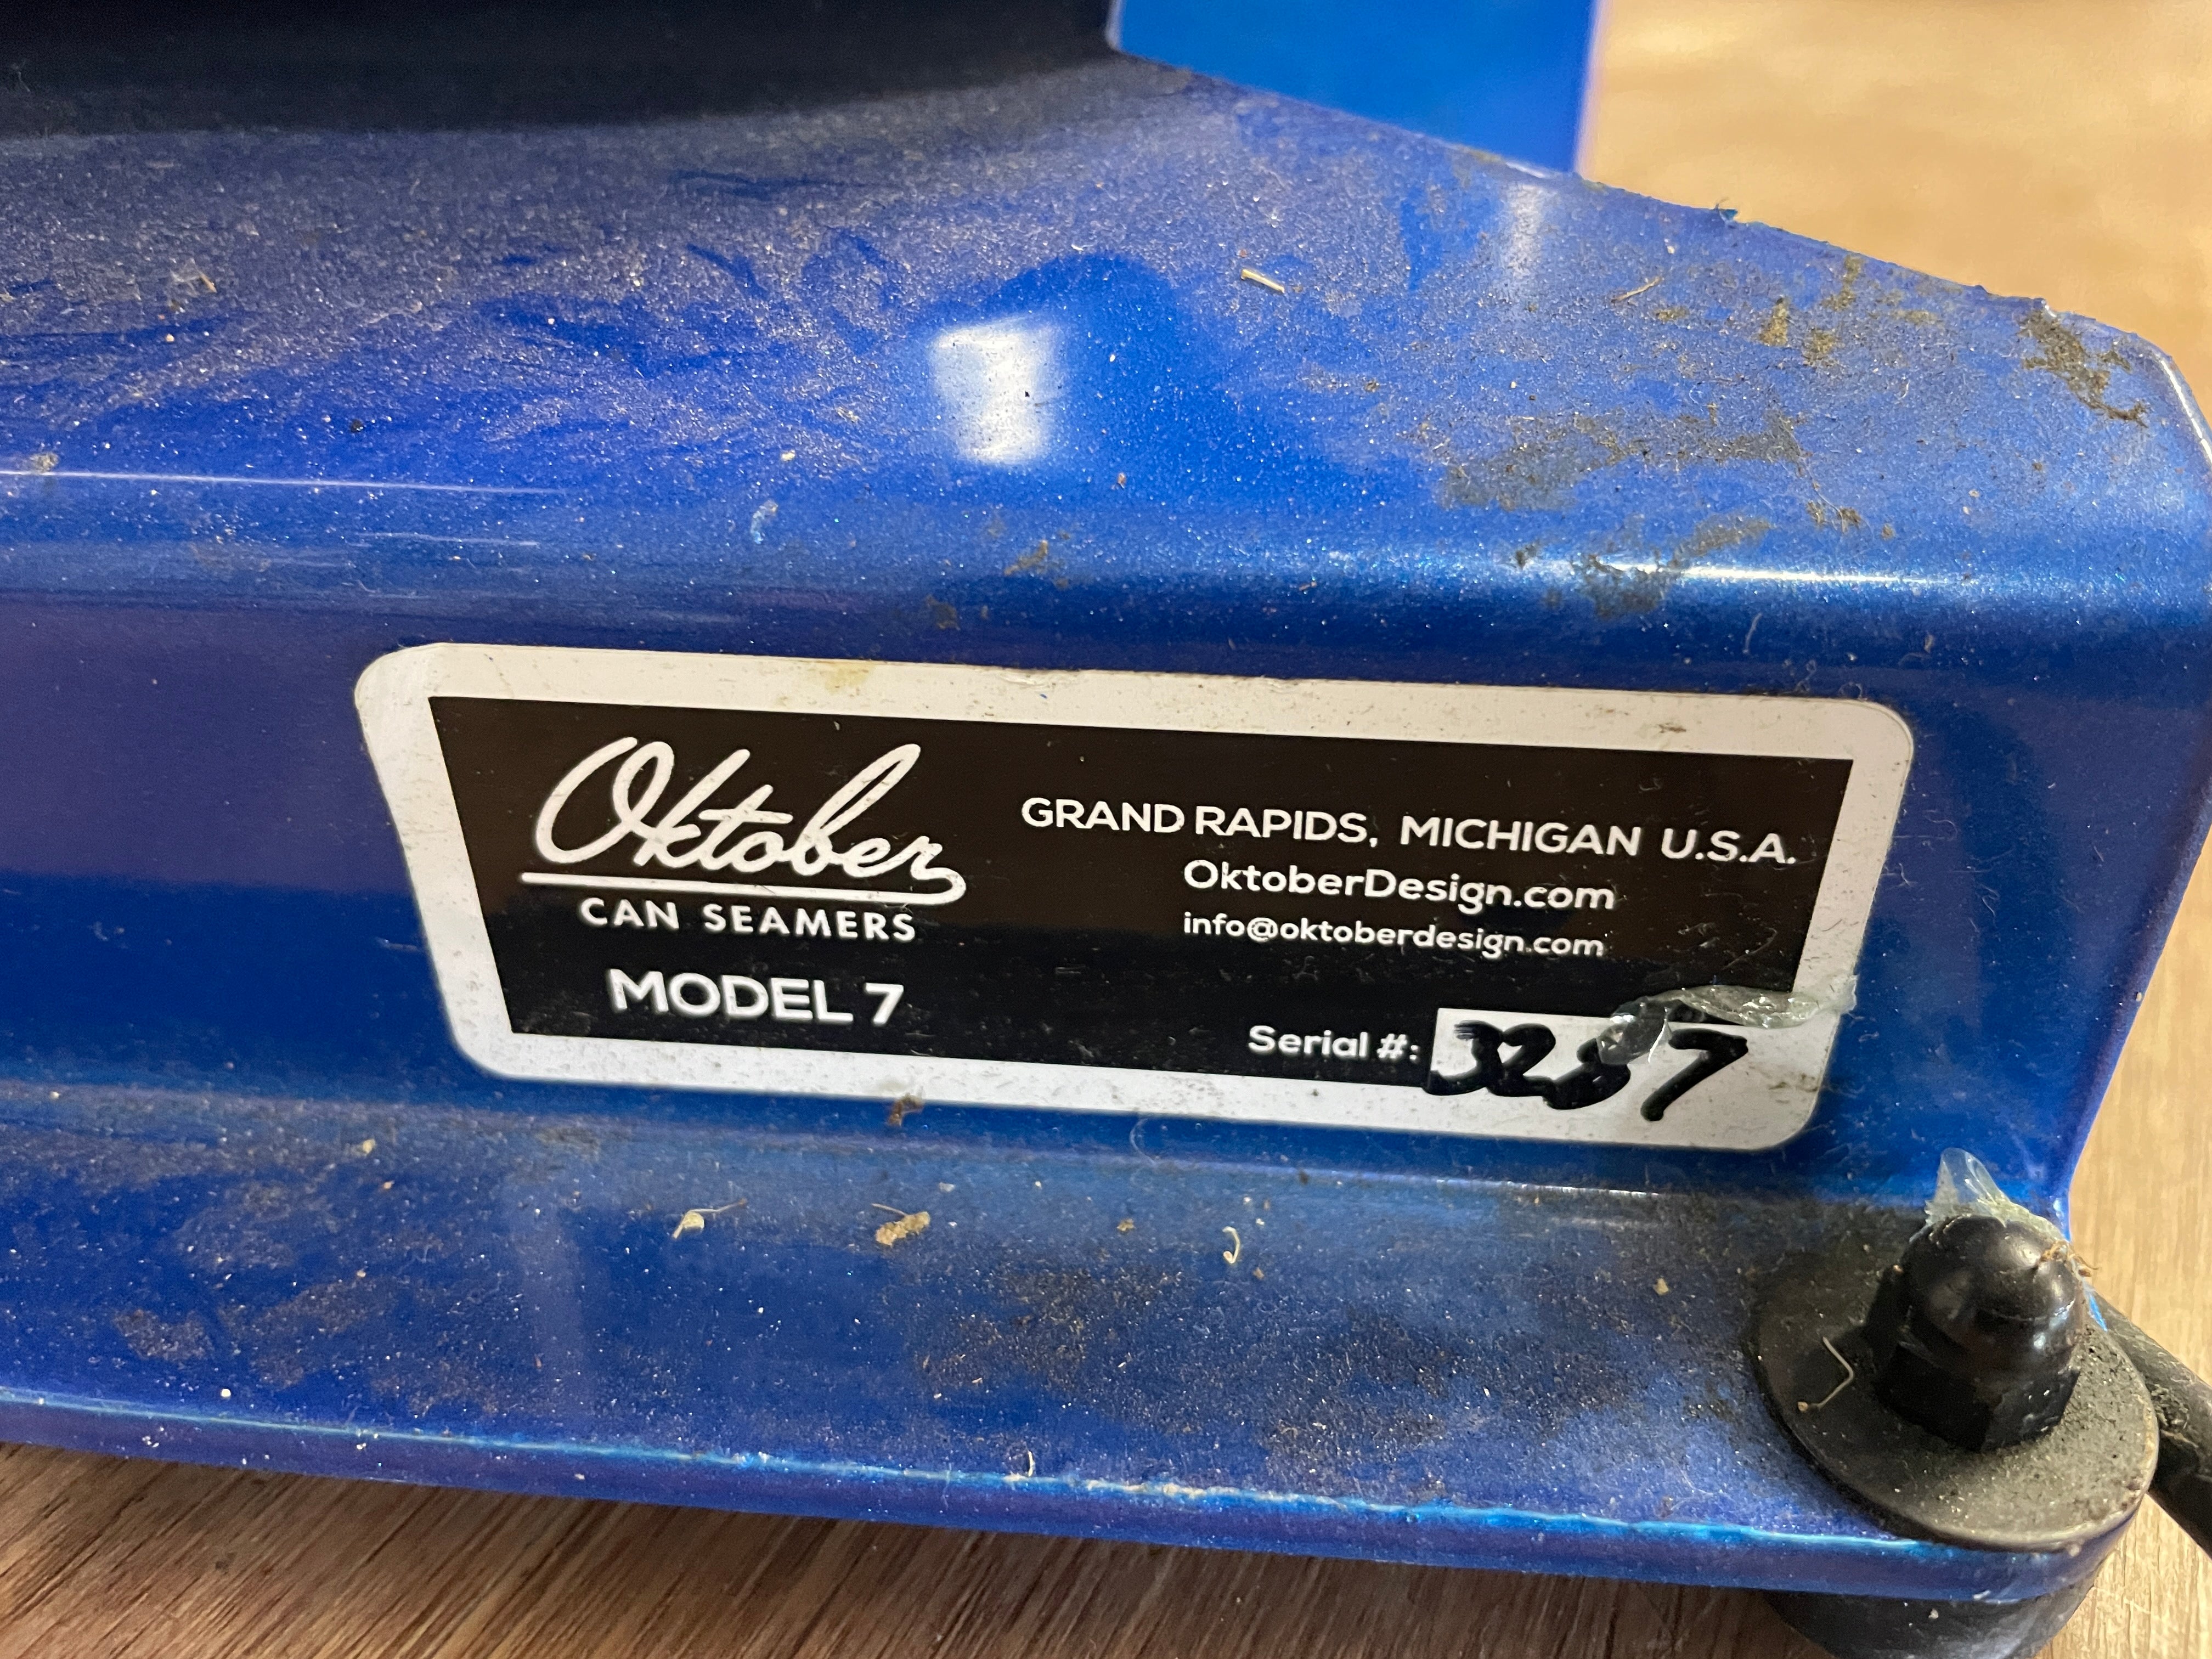 Oktober
CAN SEAMERS
MODEL 7
GRAND RAPIDS, MICHIGAN U.S.A.
OktoberDesign.com
info@oktoberdesign.com
Serial #: